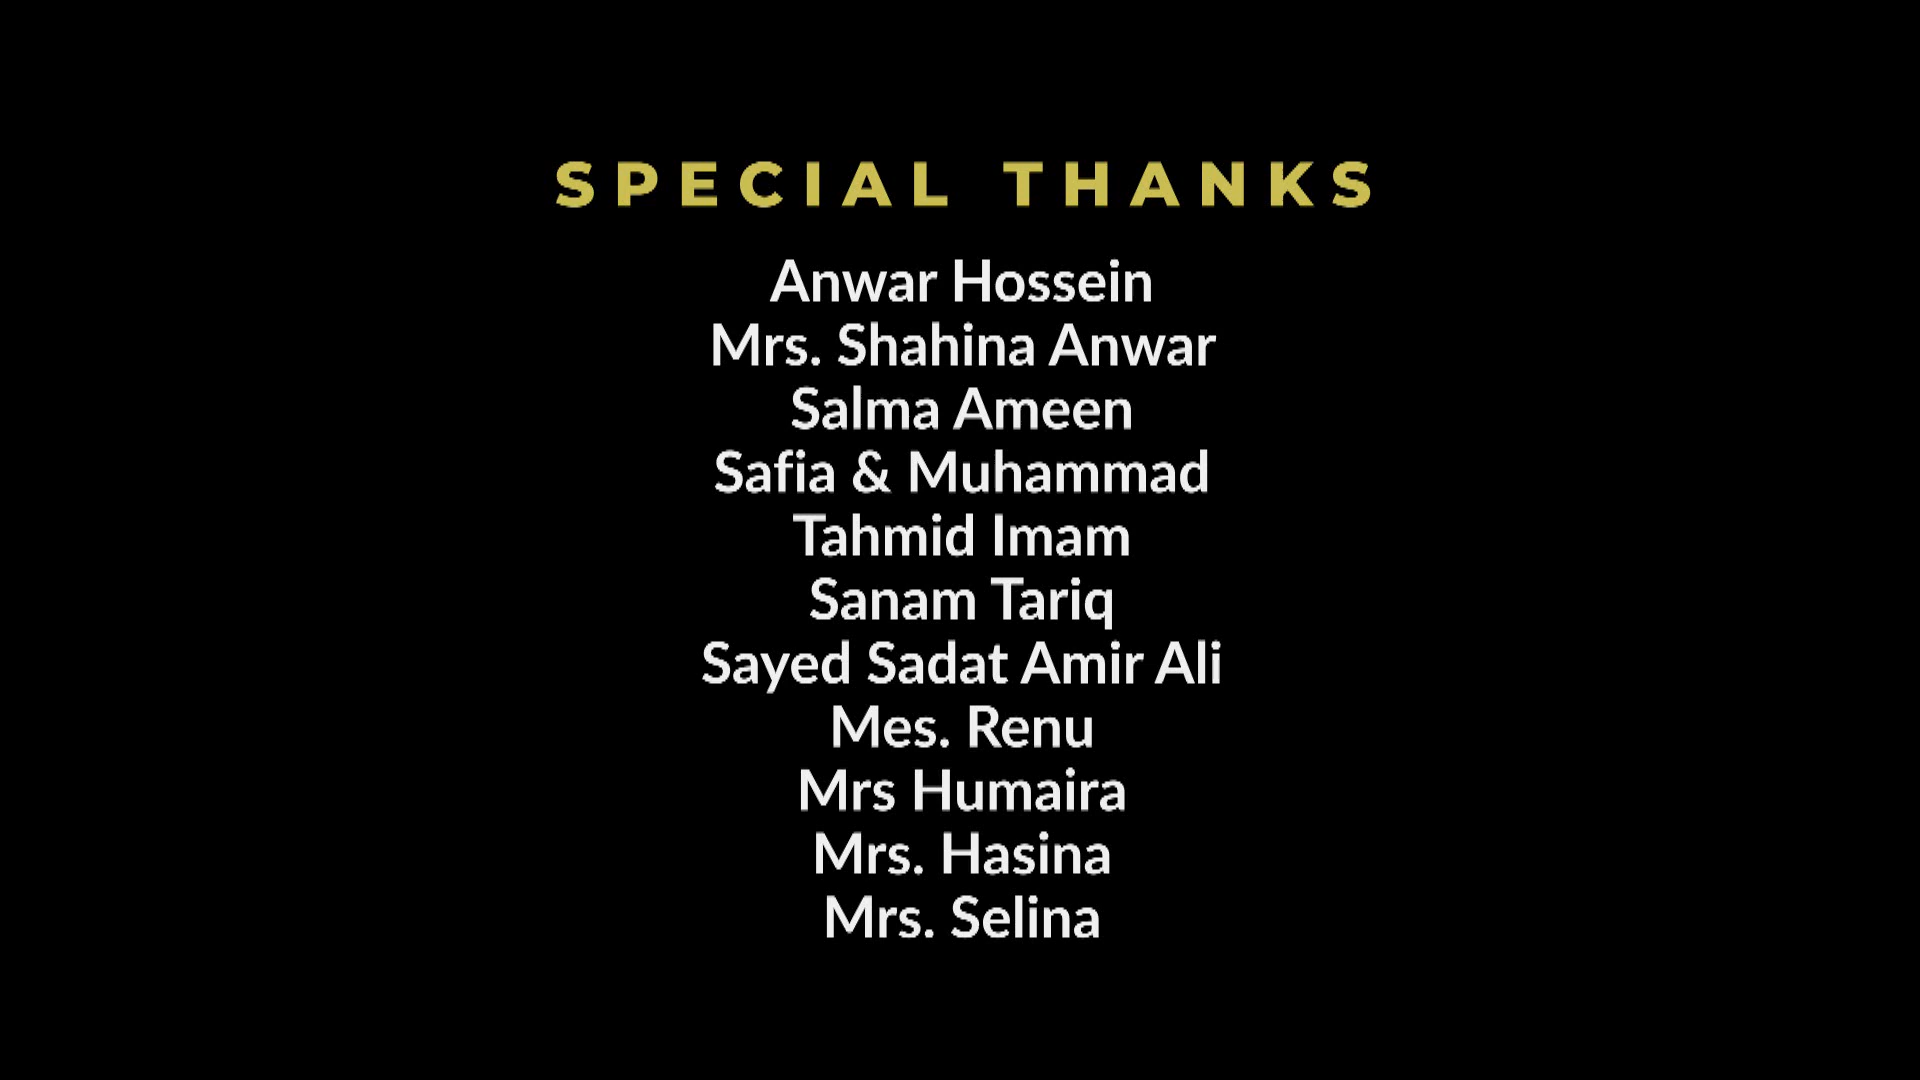 SPECIAL THANKS
Anwar Hossein
Mrs. Shahina Anwar
Salma Ameen
Safia & Muhammad
Tahmid Imam
Sanam Tariq
Sayed Sadat Amir Ali
Mes. Renu
Mrs Humaira
Mrs. Hasina
Mrs. Selina